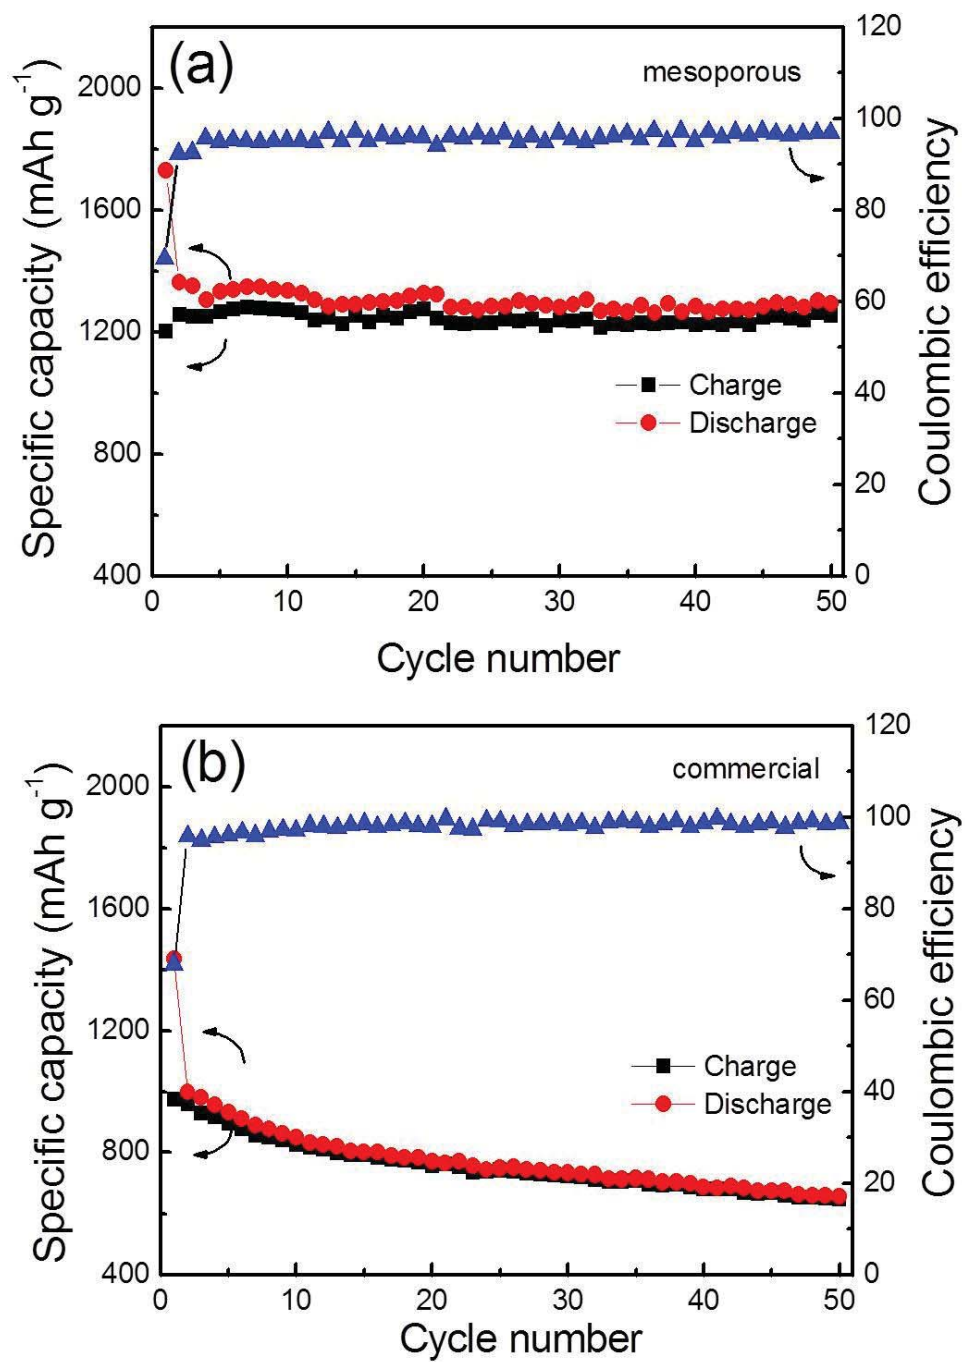 (a)
mesoporous
Specific capacity (mAh g-1)
2000
1600
1200
800
400
120
100
80
60
40
20
0
Coulombic efficiency
Charge
Discharge
0 10 20 30 40 50
Cycle number
(b)
commercial
Specific capacity (mAh g-1)
2000
1600
1200
800
400
120
100
80
60
40
20
0
Coulombic efficiency
Charge
Discharge
0 10 20 30 40 50
Cycle number